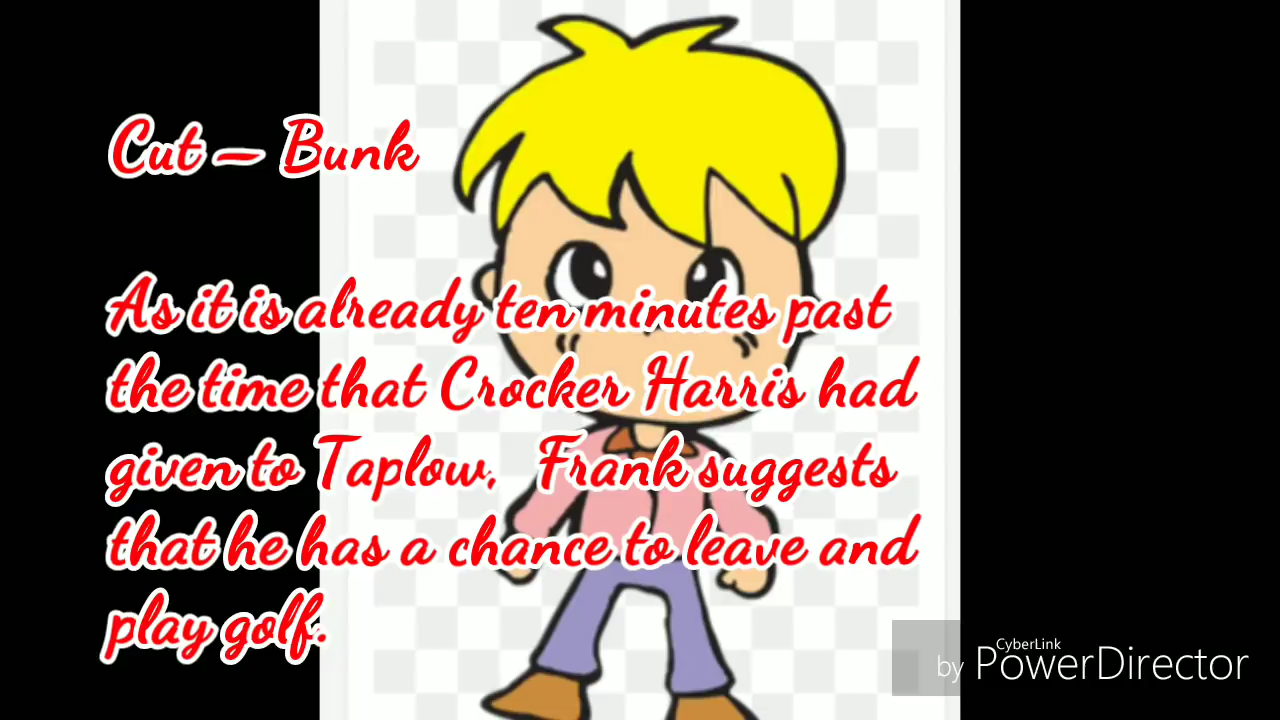 Cut – Bunk
As it is already ten minutes past
the time that Crocker Harris had
given to Taplow, Frank suggests
that he has a chance to leave and
play golf.
CyberLink
by PowerDirector